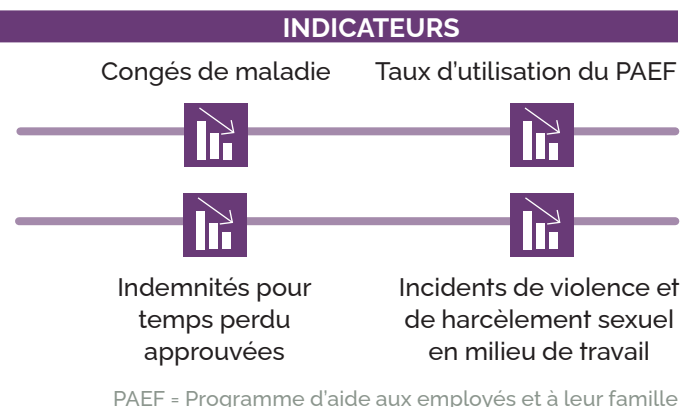 INDICATEURS
Congés de maladie
Taux d'utilisation du PAEF
Indemnités pour
temps perdu
approuvées
Incidents de violence et
de harcèlement sexuel
en milieu de travail
PAEF = Programme d'aide aux employés et à leur famille